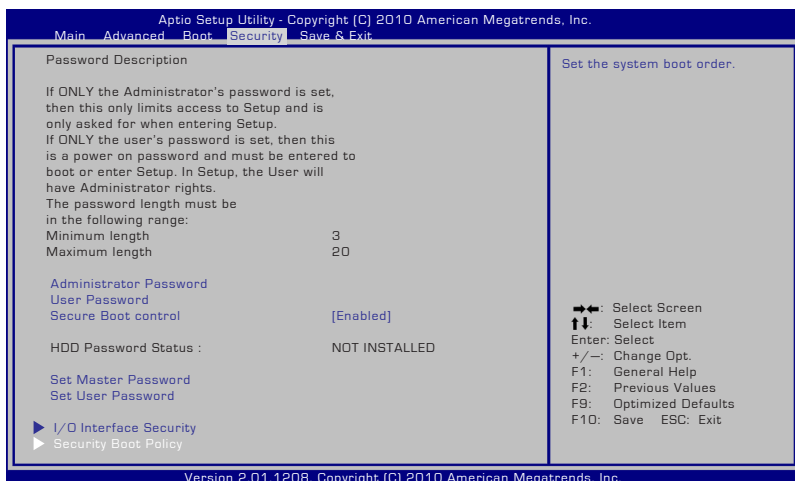 Aptio Setup Utility - Copyright (C) 2010 American Megatrends, Inc.
Main Advanced Boot Security Save & Exit
Password Description
If ONLY the Administrator's password is set,
then this only limits access to Setup and is
only asked for when entering Setup.
If ONLY the user's password is set, then this
is a power on password and must be entered to
boot or enter Setup. In Setup, the User will
have Administrator rights.
The password length must be
in the following range:
Minimum length 3
Maximum length 20
Administrator Password
User Password
Secure Boot control [Enabled]
HDD Password Status : NOT INSTALLED
Set Master Password
Set User Password
I/O Interface Security
Security Boot Policy
Set the system boot order.
→←: Select Screen
↑↓: Select Item
Enter: Select
+/—: Change Opt.
F1: General Help
F2: Previous Values
F9: Optimized Defaults
F10: Save ESC: Exit
Version 2.01.1208. Copyright (C) 2010 American Megatrends, Inc.